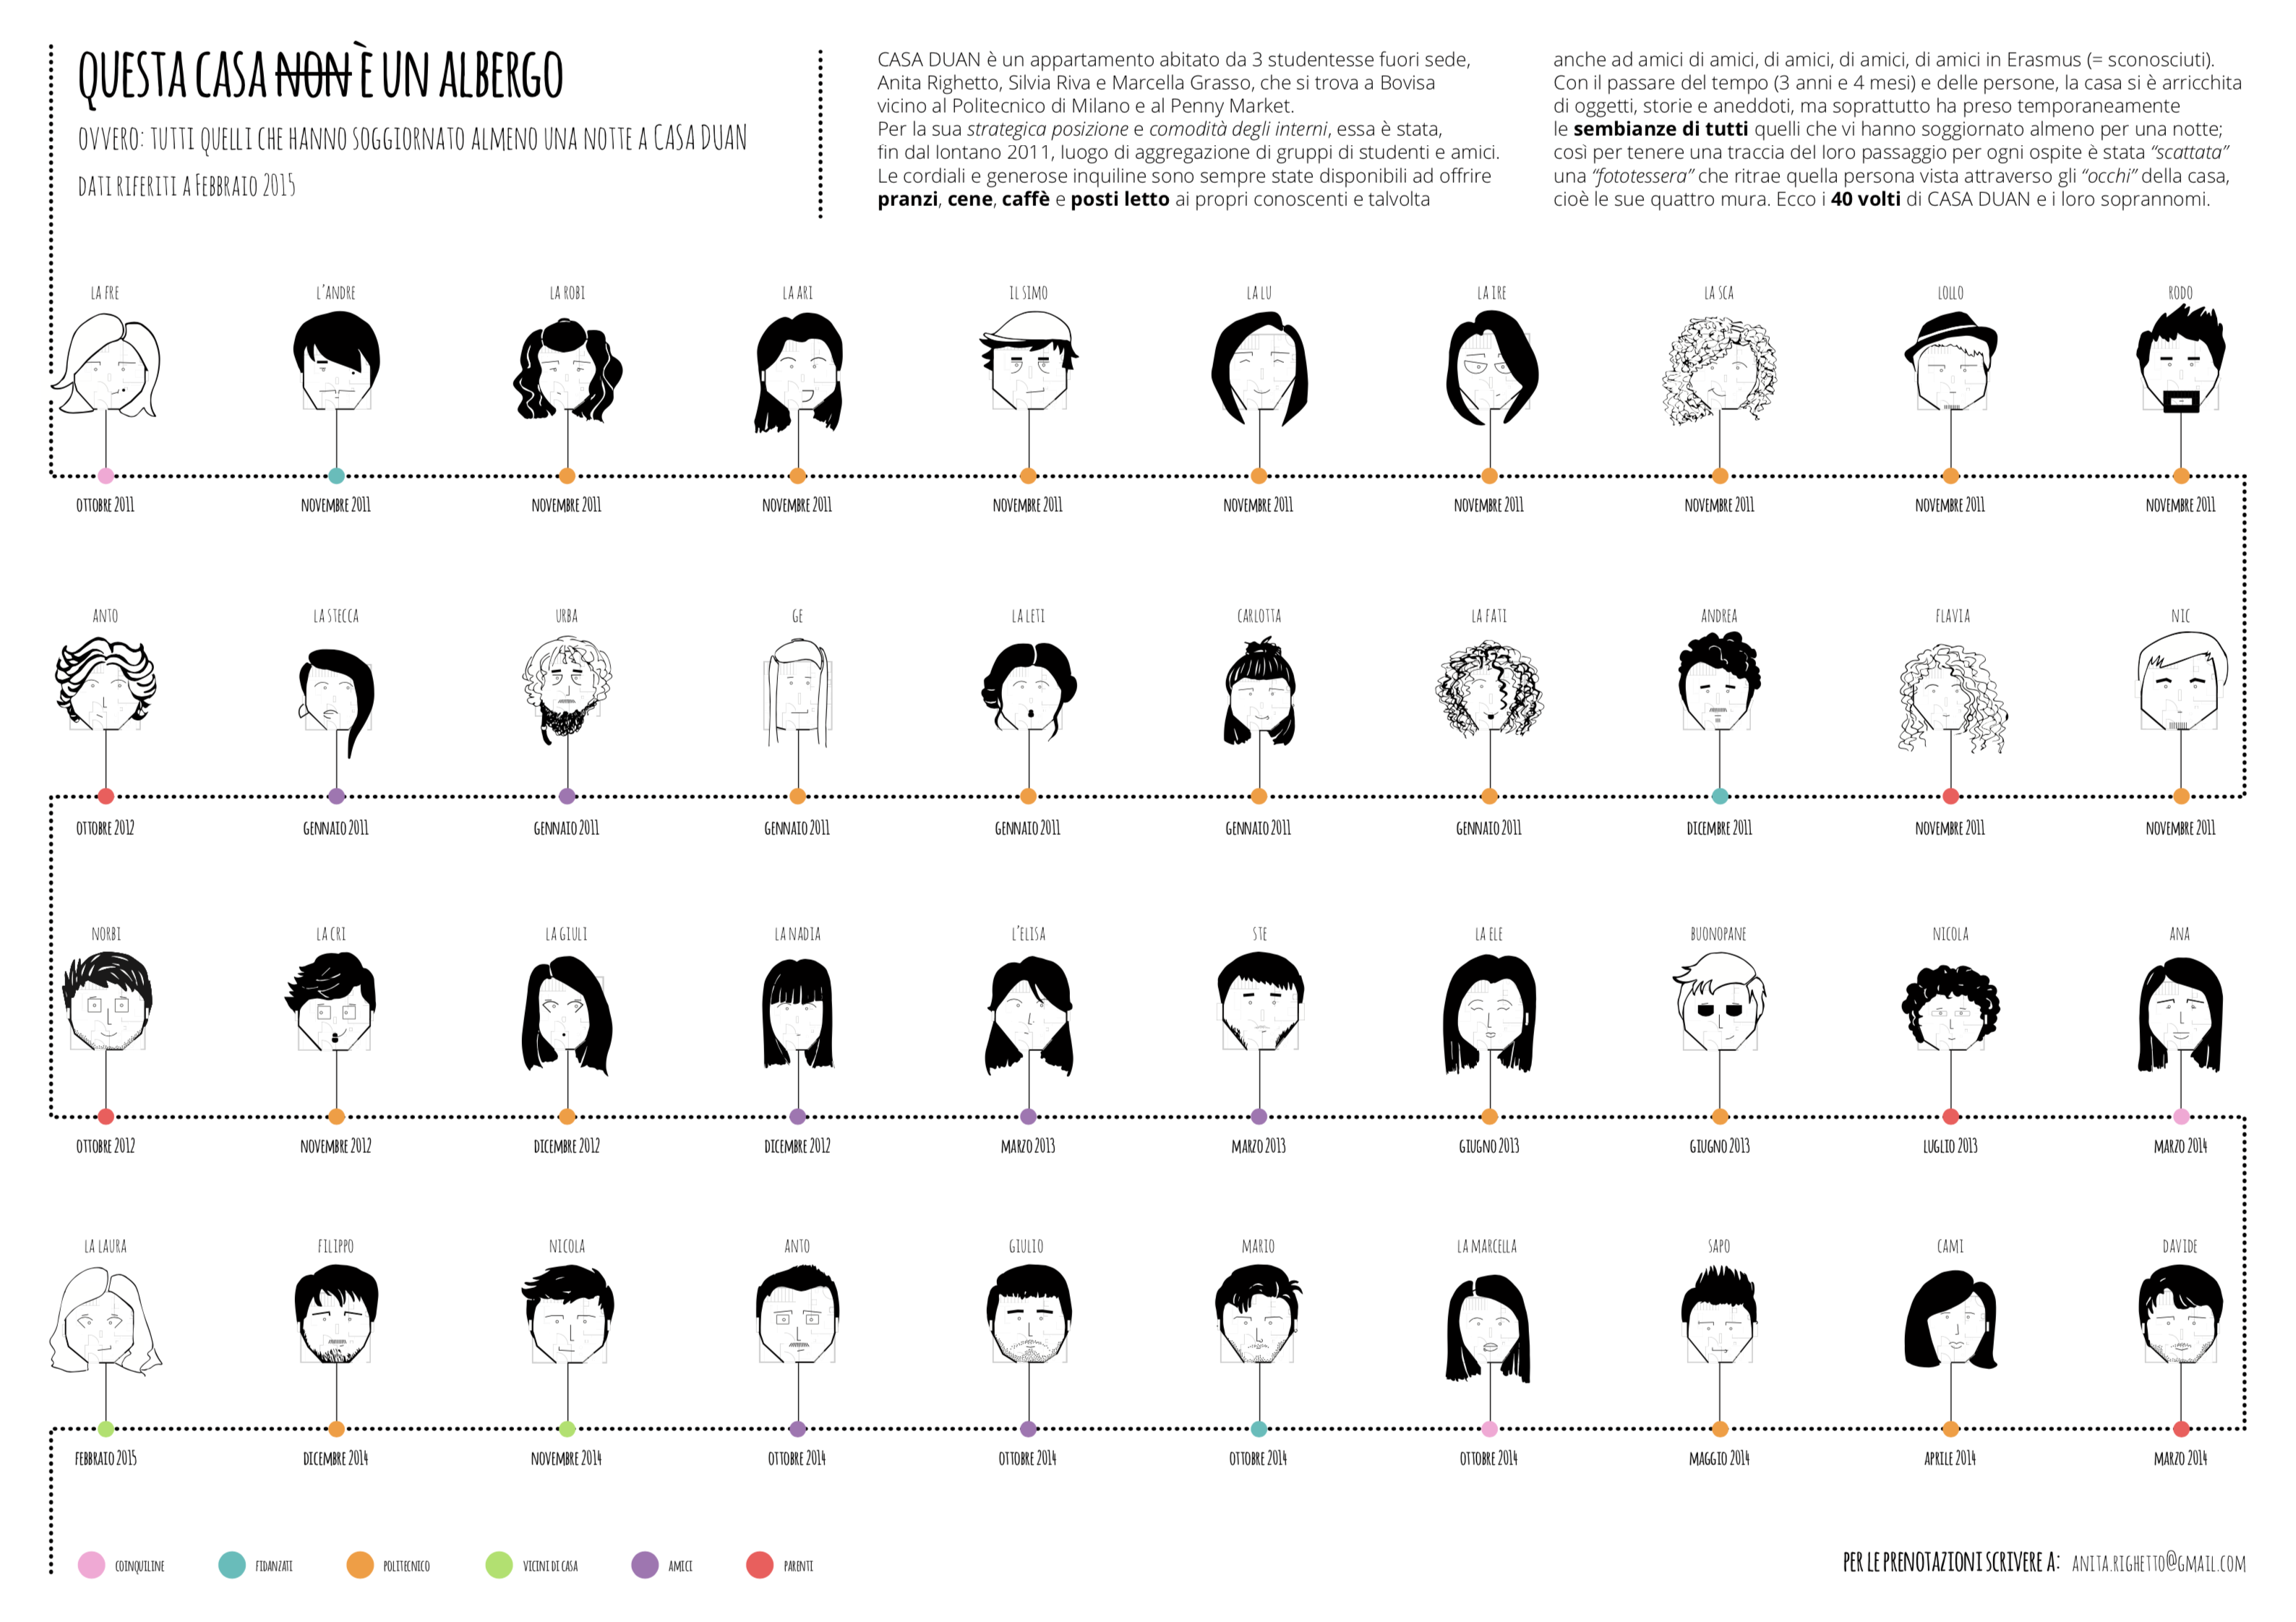 QUESTA CASA NON È UN ALBERGO
OVVERO: TUTTI QUELLI CHE HANNO SOGGIORNATO ALMENO UNA NOTTE A CASA DUAN
DATI RIFERITI A FEBBRAIO 2015
CASA DUAN è un appartamento abitato da 3 studentesse fuori sede,
Anita Righetto, Silvia Riva e Marcella Grasso, che si trova a Bovisa
vicino al Politecnico di Milano e al Penny Market.
Per la sua strategica posizione e comodità degli interni, essa è stata,
fin dal lontano 2011, luogo di aggregazione di gruppi di studenti e amici.
Le cordiali e generose inquiline sono sempre state disponibili ad offrire
pranzi, cene, caffè e posti letto ai propri conoscenti e talvolta
anche ad amici di amici, di amici, di amici, di amici in Erasmus (= sconosciuti).
Con il passare del tempo (3 anni e 4 mesi) e delle persone, la casa si è arricchita
di oggetti, storie e aneddoti, ma soprattutto ha preso temporaneamente
le sembianze di tutti quelli che vi hanno soggiornato almeno per una notte;
così per tenere una traccia del loro passaggio per ogni ospite è stata “scattata”
una “fototessera” che ritrae quella persona vista attraverso gli “occhi” della casa,
cioè le sue quattro mura. Ecco i 40 volti di CASA DUAN e i loro soprannomi.
LA FRE L'ANDRE LA ROBI LA ARI IL SIMO LA LU LA IRE LA SCA LOLLO RODO
OTTOBRE 2011 NOVEMBRE 2011 NOVEMBRE 2011 NOVEMBRE 2011 NOVEMBRE 2011 NOVEMBRE 2011 NOVEMBRE 2011 NOVEMBRE 2011 NOVEMBRE 2011 NOVEMBRE 2011
ANTO LA STECCA URBA GE LA LETI CARLOTTA LA FATI ANDREA FLAVIA NIC
OTTOBRE 2012 GENNAIO 2011 GENNAIO 2011 GENNAIO 2011 GENNAIO 2011 GENNAIO 2011 GENNAIO 2011 DICEMBRE 2011 NOVEMBRE 2011 NOVEMBRE 2011
NORBI LA CRI LA GIULI LA NADIA L'ELISA STE LA ELE BUONOPANE NICOLA ANA
OTTOBRE 2012 NOVEMBRE 2012 DICEMBRE 2012 DICEMBRE 2012 MARZO 2013 MARZO 2013 GIUGNO 2013 GIUGNO 2013 LUGLIO 2013 MARZO 2014
LA LAURA FILIPPO NICOLA ANTO GIULIO MARIO LA MARCELLA SAPO CAMI DAVIDE
FEBBRAIO 2015 DICEMBRE 2014 NOVEMBRE 2014 OTTOBRE 2014 OTTOBRE 2014 OTTOBRE 2014 OTTOBRE 2014 MAGGIO 2014 APRILE 2014 MARZO 2014
COINQUILINE FIDANZATI POLITECNICO VICINI DI CASA AMICI PARENTI
PER LE PRENOTAZIONI SCRIVERE A: ANITA.RIGHETTO@GMAIL.COM